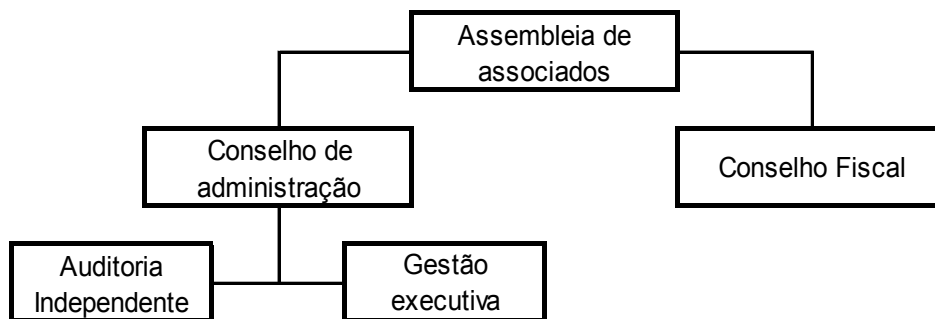 Assembleia de
associados
Conselho de
administração
Conselho Fiscal
Auditoria
Independente
Gestão
executiva